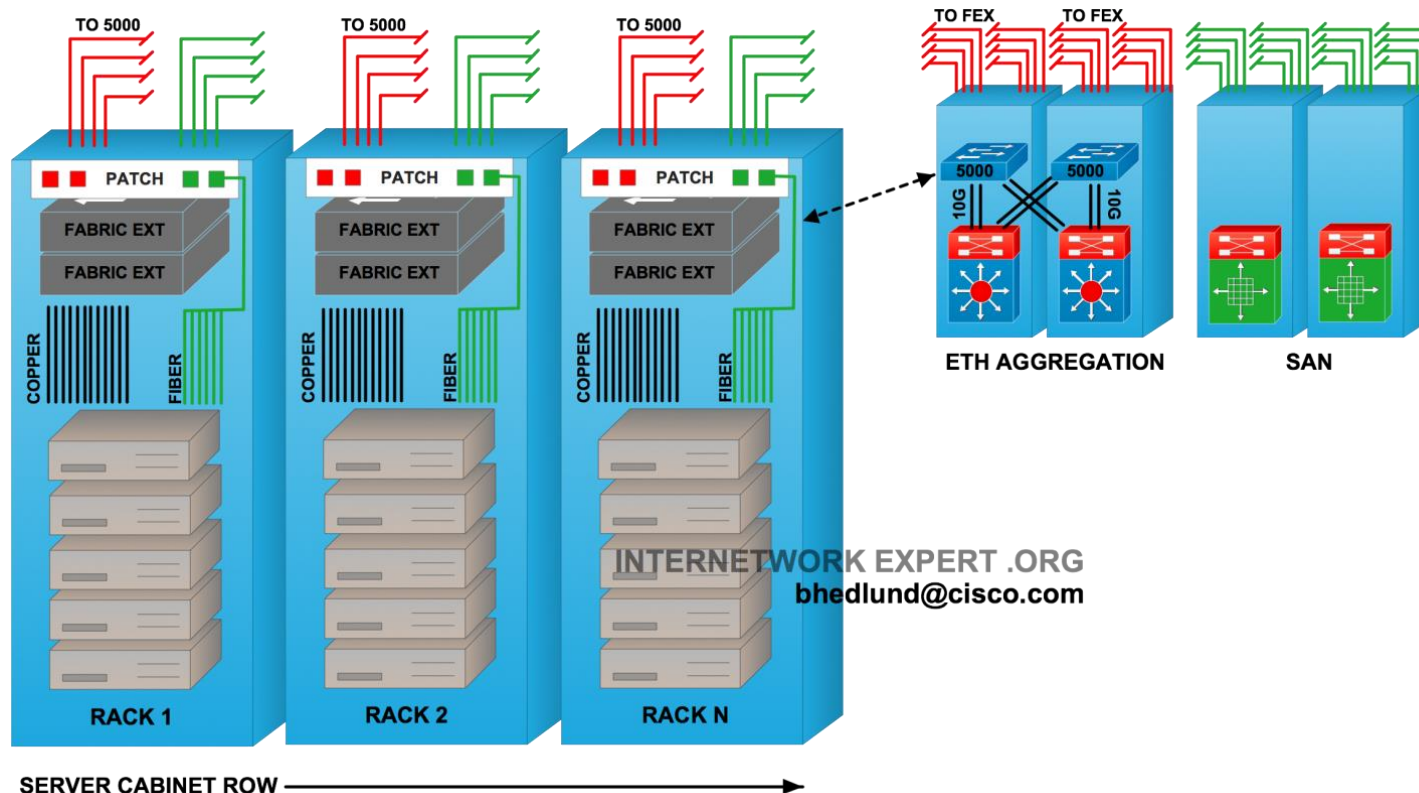 TO 5000
TO 5000
TO 5000
TO FEX
TO FEX
PATCH
PATCH
PATCH
FABRIC EXT
FABRIC EXT
FABRIC EXT
FABRIC EXT
FABRIC EXT
FABRIC EXT
5000
5000
10G
10G
COPPER
FIBER
COPPER
FIBER
COPPER
FIBER
ETH AGGREGATION
SAN
INTERNETWORK EXPERT .ORG
bhedlund@cisco.com
RACK 1
RACK 2
RACK N
SERVER CABINET ROW